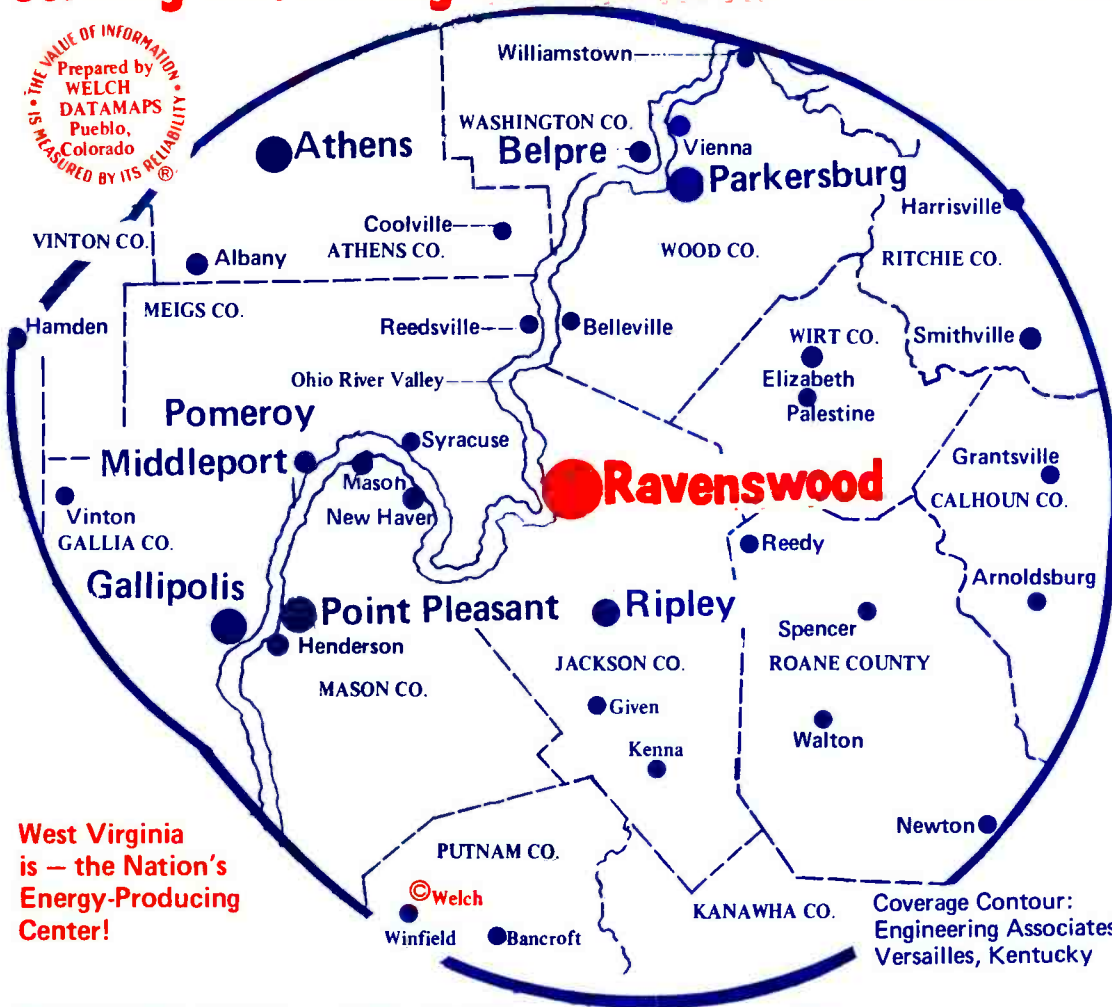 THE VALUE OF INFORMATION • IS MEASURED BY ITS RELIABILITY •
Prepared by
WELCH
DATAMAPS
Pueblo,
Colorado
®
Williamstown
WASHINGTON CO.
Athens
Belpre
Vienna
Parkersburg
Harrisville
Coolville
VINTON CO.
Albany
ATHENS CO.
WOOD CO.
RITCHIE CO.
MEIGS CO.
Hamden
Reedsville
Belleville
WIRT CO.
Smithville
Ohio River Valley
Elizabeth
Palestine
Pomeroy
Syracuse
Middleport
Mason
Grantsville
Ravenswood
New Haven
CALHOUN CO.
Vinton
GALLIA CO.
Reedy
Arnoldsburg
Gallipolis
Point Pleasant
Ripley
Spencer
Henderson
JACKSON CO.
ROANE COUNTY
MASON CO.
Given
Walton
Kenna
Newton
West Virginia
is – the Nation's
Energy-Producing
Center!
PUTNAM CO.
©Welch
Winfield
Bancroft
KANAWHA CO.
Coverage Contour:
Engineering Associates
Versailles, Kentucky